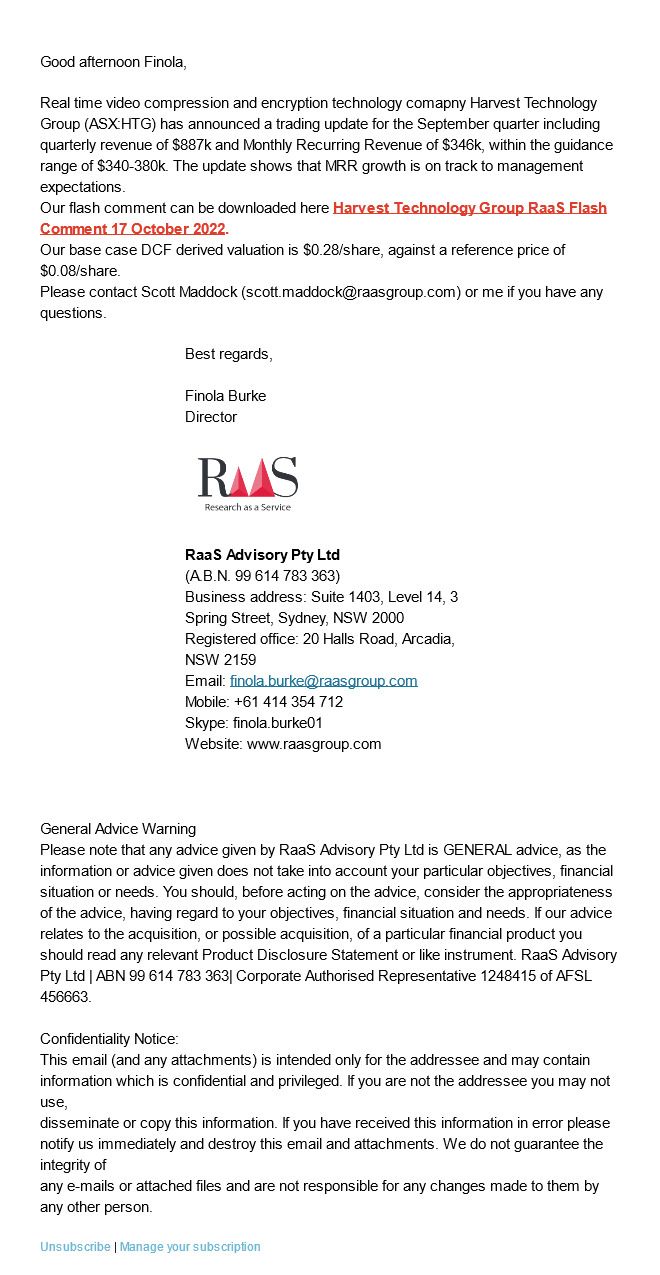 Good afternoon Finola,
Real time video compression and encryption technology comapny Harvest Technology
Group (ASX:HTG) has announced a trading update for the September quarter including
quarterly revenue of $887k and Monthly Recurring Revenue of $346k, within the guidance
range of $340-380k. The update shows that MRR growth is on track to management
expectations.
Our flash comment can be downloaded here Harvest Technology Group RaaS Flash
Comment 17 October 2022.
Our base case DCF derived valuation is $0.28/share, against a reference price of
$0.08/share.
Please contact Scott Maddock (scott.maddock@raasgroup.com) or me if you have any
questions.
Best regards,
Finola Burke
Director
RAAS
Research as a Service
RaaS Advisory Pty Ltd
(A.B.N. 99 614 783 363)
Business address: Suite 1403, Level 14, 3
Spring Street, Sydney, NSW 2000
Registered office: 20 Halls Road, Arcadia,
NSW 2159
Email: finola.burke@raasgroup.com
Mobile: +61 414 354 712
Skype: finola.burke01
Website: www.raasgroup.com
General Advice Warning
Please note that any advice given by RaaS Advisory Pty Ltd is GENERAL advice, as the
information or advice given does not take into account your particular objectives, financial
situation or needs. You should, before acting on the advice, consider the appropriateness
of the advice, having regard to your objectives, financial situation and needs. If our advice
relates to the acquisition, or possible acquisition, of a particular financial product you
should read any relevant Product Disclosure Statement or like instrument. RaaS Advisory
Pty Ltd | ABN 99 614 783 363| Corporate Authorised Representative 1248415 of AFSL
456663.
Confidentiality Notice:
This email (and any attachments) is intended only for the addressee and may contain
information which is confidential and privileged. If you are not the addressee you may not
use,
disseminate or copy this information. If you have received this information in error please
notify us immediately and destroy this email and attachments. We do not guarantee the
integrity of
any e-mails or attached files and are not responsible for any changes made to them by
any other person.
Unsubscribe | Manage your subscription